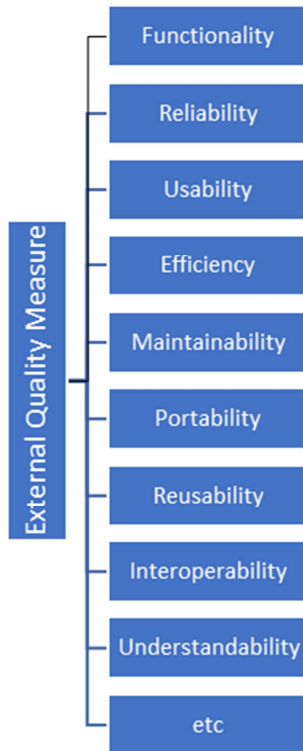 External Quality Measure
Functionality
Reliability
Usability
Efficiency
Maintainability
Portability
Reusability
Interoperability
Understandability
etc